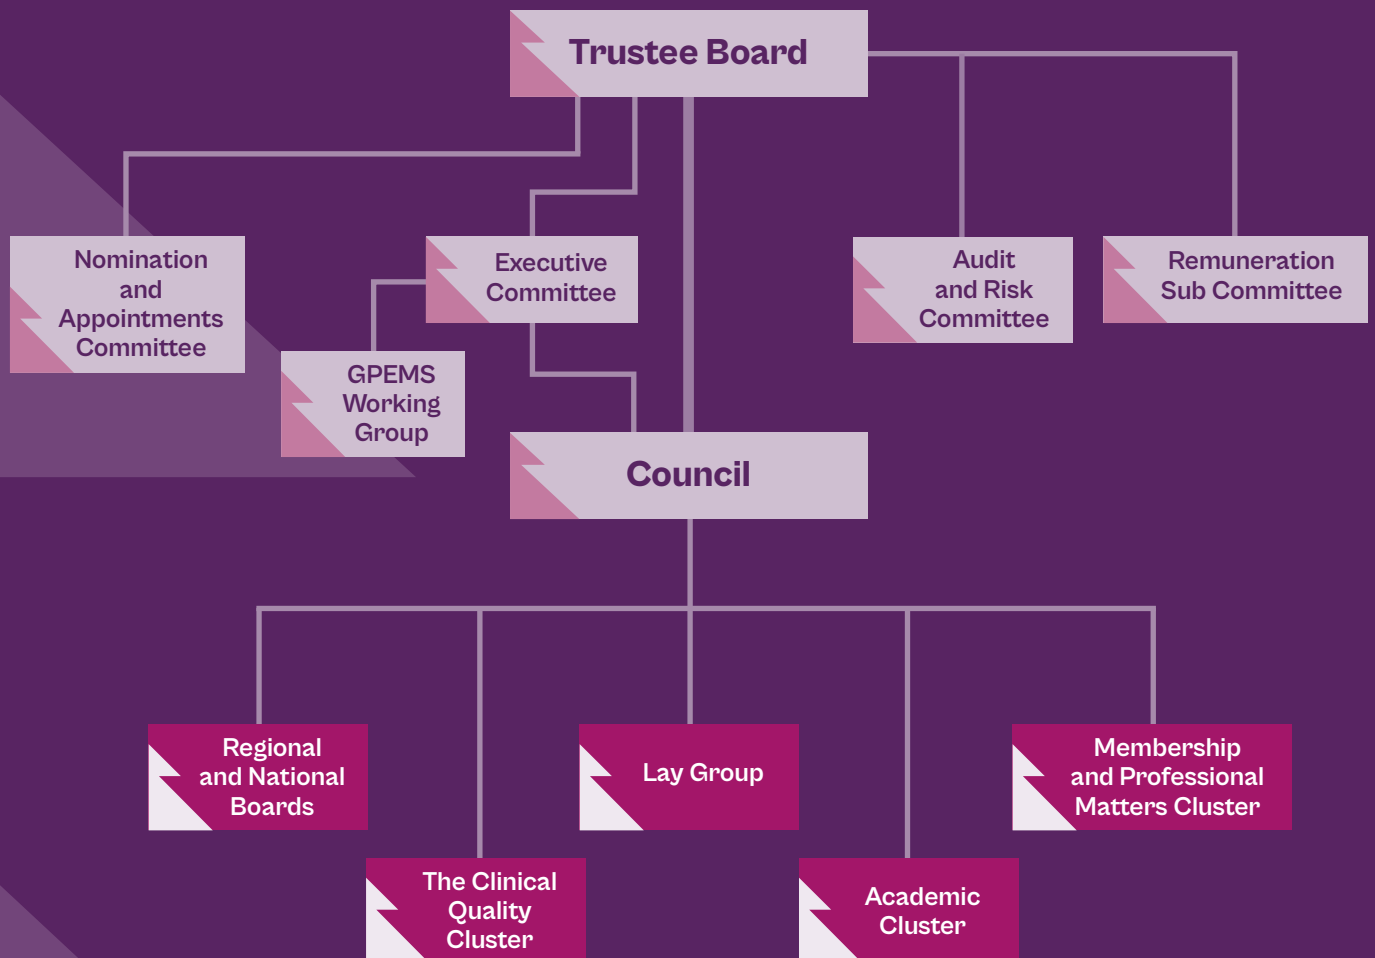 Trustee Board
Nomination
and
Appointments
Committee
Executive
Committee
Audit
and Risk
Committee
Remuneration
Sub Committee
GPEMS
Working
Group
Council
Regional
and National
Boards
Lay Group
Membership
and Professional
Matters Cluster
The Clinical
Quality
Cluster
Academic
Cluster